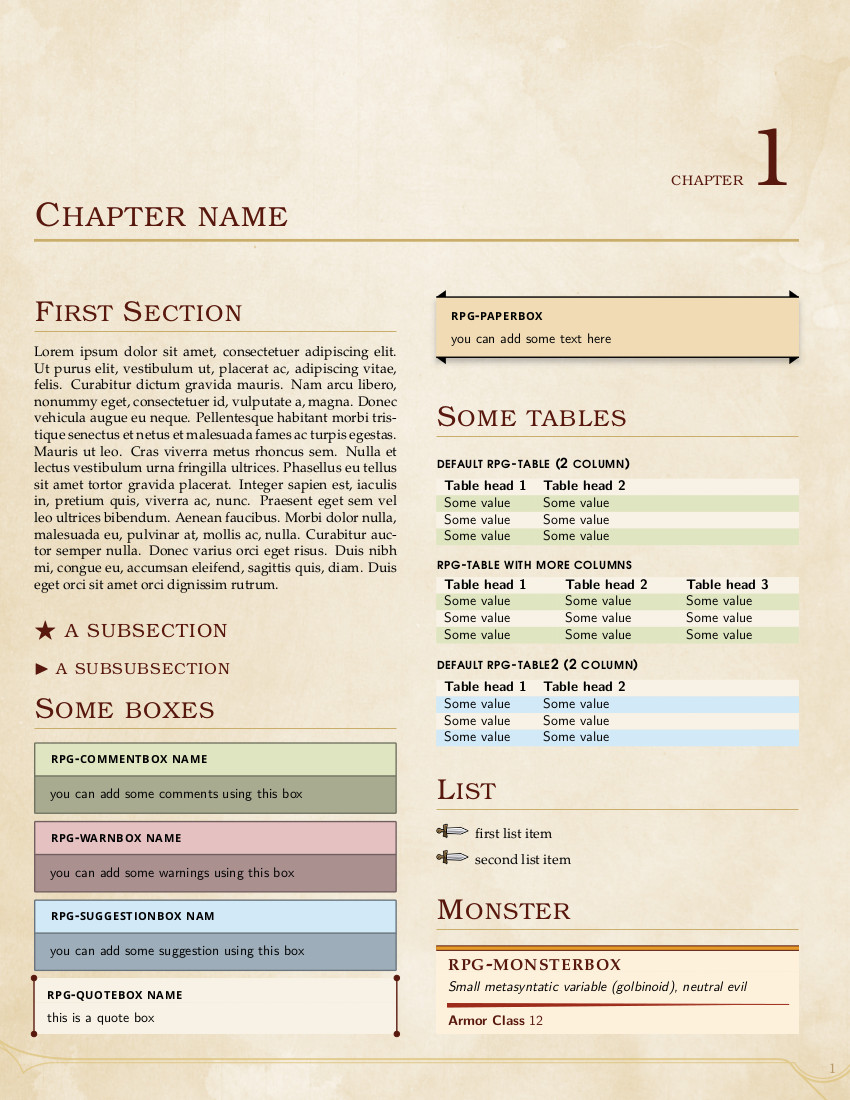 CHAPTER 1
CHAPTER NAME
FIRST SECTION
Lorem ipsum dolor sit amet, consectetuer adipiscing elit.
Ut purus elit, vestibulum ut, placerat ac, adipiscing vitae,
felis. Curabitur dictum gravida mauris. Nam arcu libero,
nonummy eget, consectetuer id, vulputate a, magna. Donec
vehicula augue eu neque. Pellentesque habitant morbi tris-
tique senectus et netus et malesuada fames ac turpis egestas.
Mauris ut leo. Cras viverra metus rhoncus sem. Nulla et
lectus vestibulum urna fringilla ultrices. Phasellus eu tellus
sit amet tortor gravida placerat. Integer sapien est, iaculis
in, pretium quis, viverra ac, nunc. Praesent eget sem vel
leo ultrices bibendum. Aenean faucibus. Morbi dolor nulla,
malesuada eu, pulvinar at, mollis ac, nulla. Curabitur auc-
tor semper nulla. Donec varius orci eget risus. Duis nibh
mi, congue eu, accumsan eleifend, sagittis quis, diam. Duis
eget orci sit amet orci dignissim rutrum.
★ A SUBSECTION
▶ A SUBSUBSECTION
SOME BOXES
RPG-COMMENTBOX NAME
you can add some comments using this box
RPG-WARNBOX NAME
you can add some warnings using this box
RPG-SUGGESTIONBOX NAM
you can add some suggestion using this box
RPG-QUOTEBOX NAME
this is a quote box
RPG-PAPERBOX
you can add some text here
SOME TABLES
DEFAULT RPG-TABLE (2 COLUMN)
Table head 1 Table head 2
Some value Some value
Some value Some value
Some value Some value
RPG-TABLE WITH MORE COLUMNS
Table head 1 Table head 2 Table head 3
Some value Some value Some value
Some value Some value Some value
Some value Some value Some value
DEFAULT RPG-TABLE2 (2 COLUMN)
Table head 1 Table head 2
Some value Some value
Some value Some value
Some value Some value
LIST
first list item
second list item
MONSTER
RPG-MONSTERBOX
Small metasyntatic variable (golbinoid), neutral evil
Armor Class 12
1